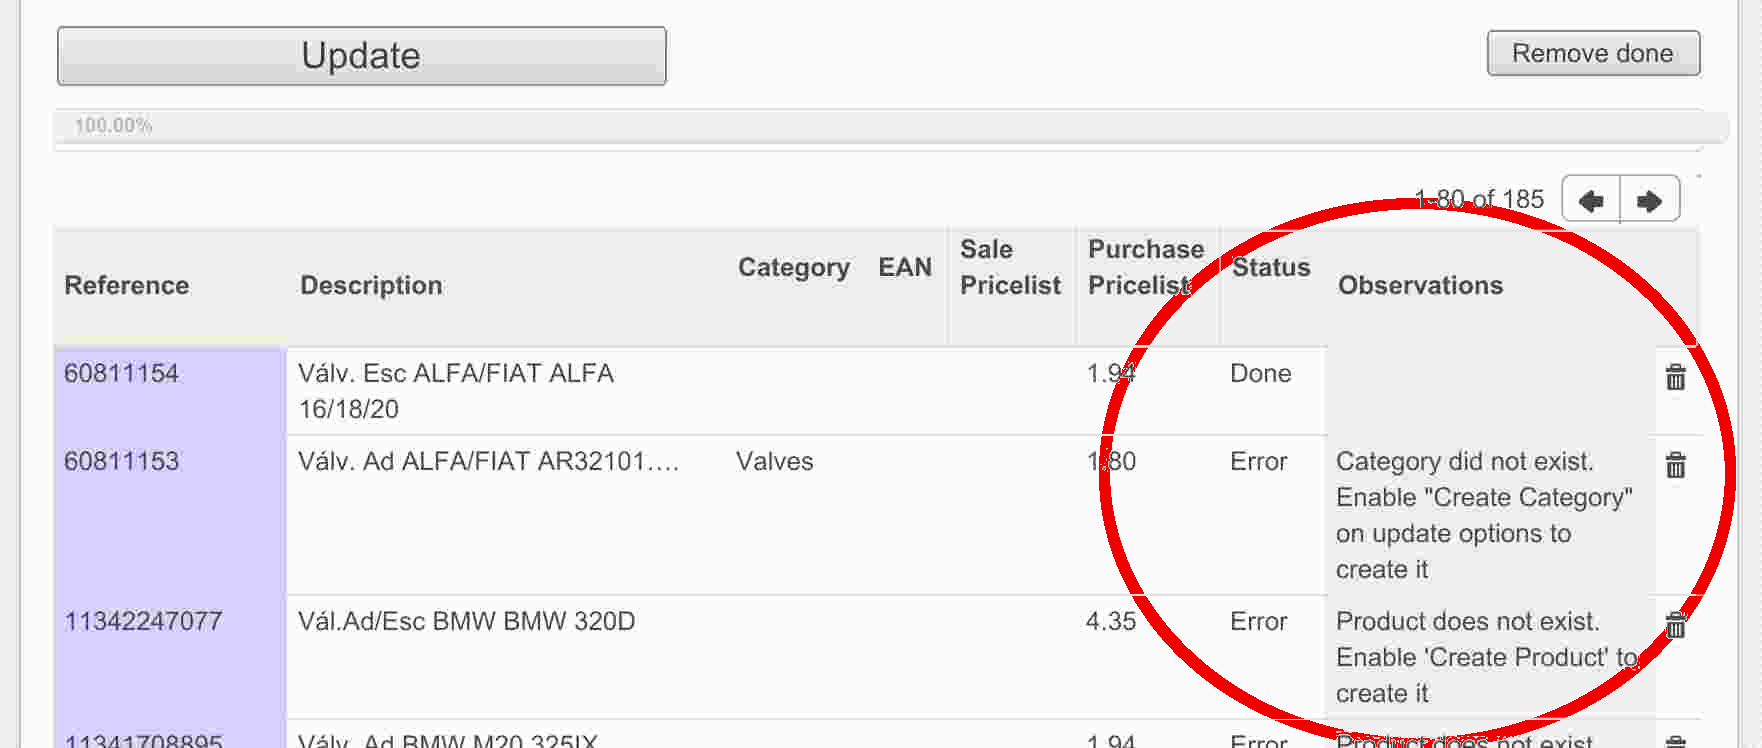 Update
Remove done
100.00%
1-80 of 185
Reference Description Category EAN Sale Pricelist Purchase Pricelist Status Observations
60811154 Válv. Esc ALFA/FIAT ALFA 1.94 Done
16/18/20
60811153 Válv. Ad ALFA/FIAT AR32101.... Valves 1.80 Error Category did not exist.
Enable "Create Category"
on update options to
create it
11342247077 Vál.Ad/Esc BMW BMW 320D 4.35 Error Product does not exist.
Enable 'Create Product' to
create it
11341708895 Válv. Ad BMW M20 325IX 1.94 Error Product does not exist.